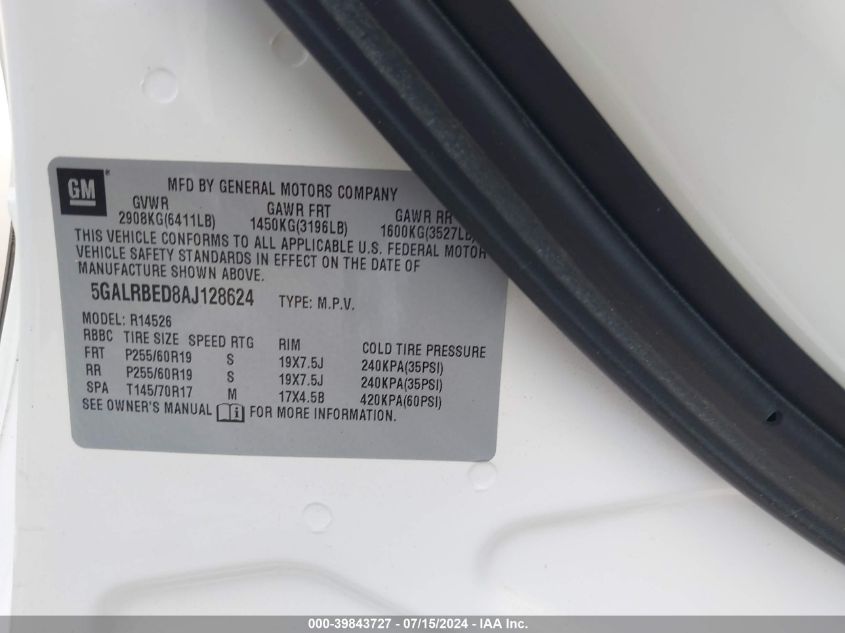 GM
MFD BY GENERAL MOTORS COMPANY
GVWR GAWR FRT GAWR RR
2908KG(6411LB) 1450KG(3196LB) 1600KG(3527LB)
THIS VEHICLE CONFORMS TO ALL APPLICABLE U.S. FEDERAL MOTOR
VEHICLE SAFETY STANDARDS IN EFFECT ON THE DATE OF
MANUFACTURE SHOWN ABOVE.
5GALRBED8AJ128624 TYPE: M.P.V.
MODEL: R14526
RBBC TIRE SIZE SPEED RTG RIM COLD TIRE PRESSURE
FRT P255/60R19 S 19X7.5J 240KPA(35PSI)
RR P255/60R19 S 19X7.5J 240KPA(35PSI)
SPA T145/70R17 M 17X4.5B 420KPA(60PSI)
SEE OWNER'S MANUAL FOR MORE INFORMATION.
000-39843727 - 07/15/2024 - IAA Inc.